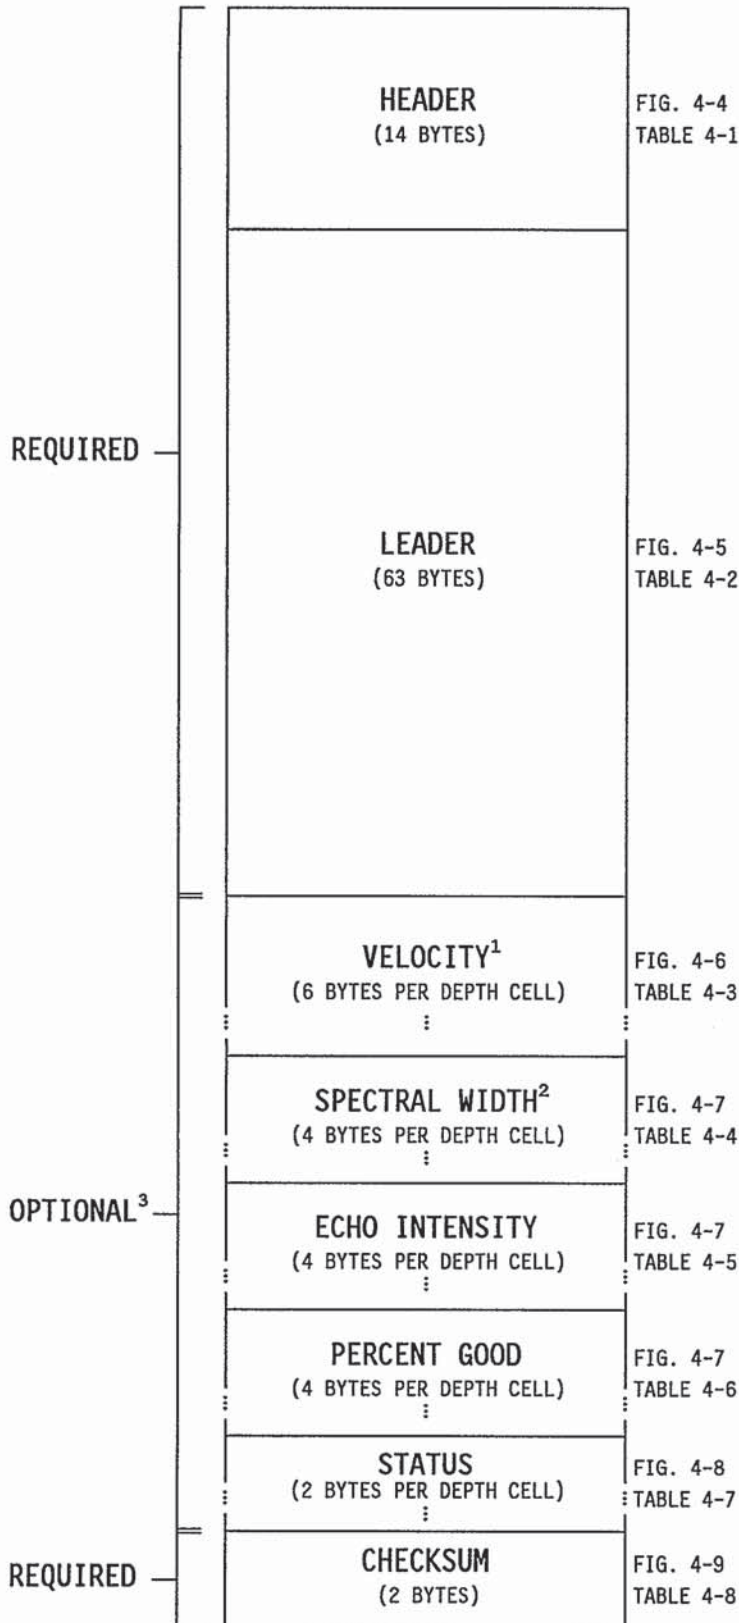 HEADER
(14 BYTES)
FIG. 4-4
TABLE 4-1
REQUIRED
LEADER
(63 BYTES)
FIG. 4-5
TABLE 4-2
VELOCITY¹
(6 BYTES PER DEPTH CELL)
FIG. 4-6
TABLE 4-3
SPECTRAL WIDTH²
(4 BYTES PER DEPTH CELL)
FIG. 4-7
TABLE 4-4
OPTIONAL³
ECHO INTENSITY
(4 BYTES PER DEPTH CELL)
FIG. 4-7
TABLE 4-5
PERCENT GOOD
(4 BYTES PER DEPTH CELL)
FIG. 4-7
TABLE 4-6
STATUS
(2 BYTES PER DEPTH CELL)
FIG. 4-8
TABLE 4-7
REQUIRED
CHECKSUM
(2 BYTES)
FIG. 4-9
TABLE 4-8